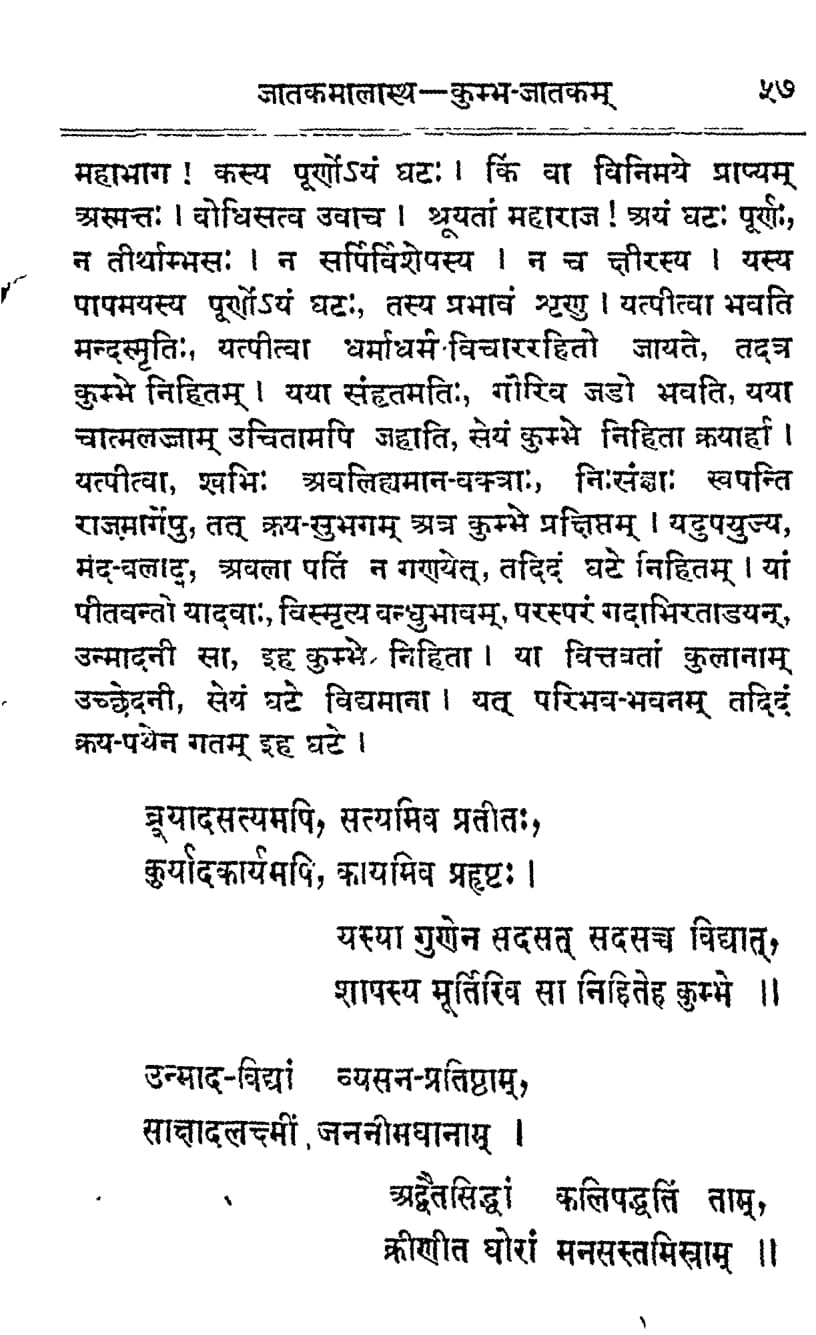 जातकमालास्थ—कुम्भ-जातकम् ५७
महाभाग ! कस्य पूर्णोऽयं घटः । किं वा विनिमये प्राप्यम्
अस्मत्तः । वोधिसत्व उवाच । श्रूयतां महाराज ! अयं घटः पूर्णः,
न तीर्थाम्भसः । न सर्पिर्विशेषस्य । न च क्षीरस्य । यस्य
पापमयस्य पूर्णोऽयं घटः, तस्य प्रभावं शृणु । यत्पीत्वा भवति
मन्दस्मृतिः, यत्पीत्वा धर्माधर्म-विचाररहितो जायते, तदत्र
कुम्भे निहितम् । यया संहृतमतिः, गौरिव जडो भवति, यया
चात्मलज्जाम् उचितामपि जहाति, सेयं कुम्भे निहिता क्रयार्हा ।
यत्पीत्वा, श्वभिः अवलिह्यमान-वक्त्राः, निःसंज्ञाः स्वपन्ति
राजमार्गेषु, तत् क्रय-सुभगम् अत्र कुम्भे प्रक्षिप्तम् । यदुपयुज्य,
मंद-वलाद्, अवला पतिं न गणयेत्, तदिदं घटे निहितम् । यां
पीतवन्तो यादवाः, विस्मृत्य वन्धुभावम्, परस्परं गदाभिरताडयन्,
उन्मादनी सा, इह कुम्भे निहिता । या वित्तवतां कुलानाम्
उच्छेदनी, सेयं घटे विद्यमाना । यत् परिभव-भवनम् तदिदं
क्रय-पथेन गतम् इह घटे ।
व्रूयादसत्यमपि, सत्यमिव प्रतीतः,
कुर्यादकार्यमपि, कायमिव प्रहृष्टः ।
यस्या गुणेन सदसत् सदसच्च विद्यात्,
शापस्य मूर्तिरिव सा निहितेह कुम्भे ॥
उन्माद-विद्यां व्यसन-प्रतिष्ठाम्,
साक्षादलक्ष्मीं जननीमघानाम् ।
अद्वैतसिद्धां कलिपद्धतिं ताम्,
क्रीणीत घोरां मनसस्तमिस्राम् ॥